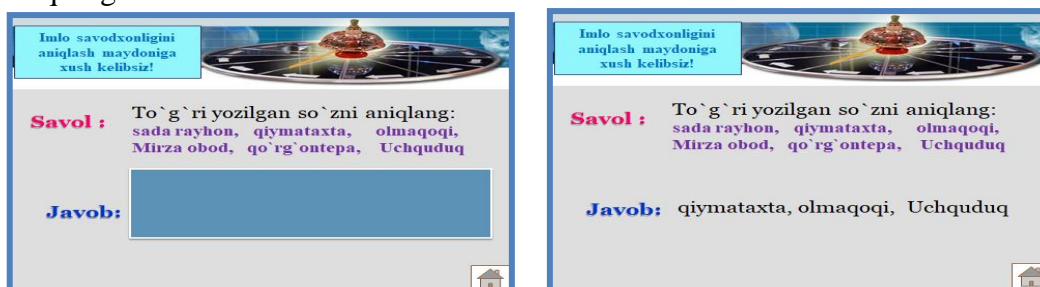 Imlo savodxonligini
aniqlash maydoniga
xush kelibsiz!
Savol :
To`g`ri yozilgan so`zni aniqlang:
sada rayhon, qiymataxta, olmaqoqi,
Mirza obod, qo`rg`ontepa, Uchquduq
Javob:
Imlo savodxonligini
aniqlash maydoniga
xush kelibsiz!
Savol :
To`g`ri yozilgan so`zni aniqlang:
sada rayhon, qiymataxta, olmaqoqi,
Mirza obod, qo`rg`ontepa, Uchquduq
Javob: qiymataxta, olmaqoqi, Uchquduq